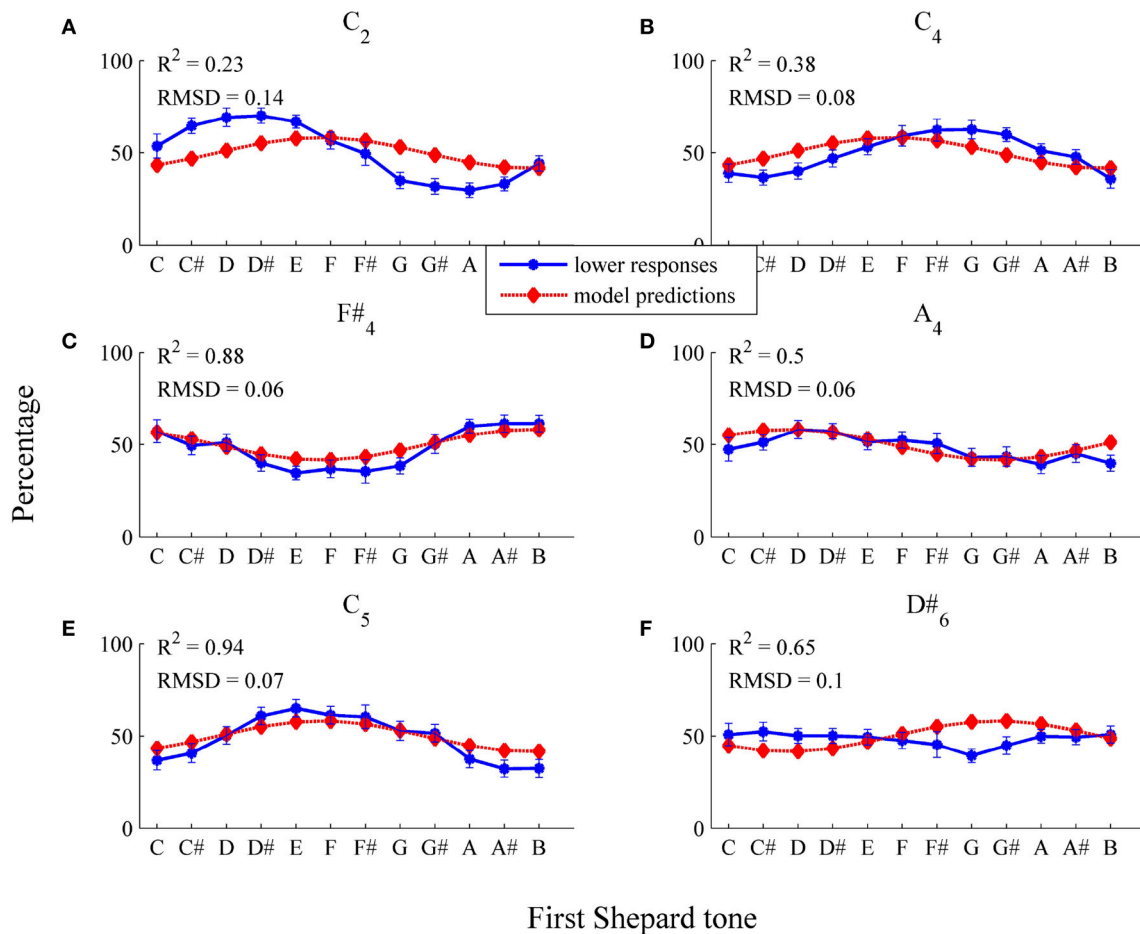 A
C₂
100
R² = 0.23
RMSD = 0.14
50
0
C C# D D# E F F# G G# A
B
C₄
100
R² = 0.38
RMSD = 0.08
50
0
C# D D# E F F# G G# A A# B
lower responses
model predictions
C
F#₄
100
R² = 0.88
RMSD = 0.06
50
0
C C# D D# E F F# G G# A A# B
D
A₄
100
R² = 0.5
RMSD = 0.06
50
0
C C# D D# E F F# G G# A A# B
E
C₅
100
R² = 0.94
RMSD = 0.07
50
0
C C# D D# E F F# G G# A A# B
F
D#₆
100
R² = 0.65
RMSD = 0.1
50
0
C C# D D# E F F# G G# A A# B
Percentage
First Shepard tone